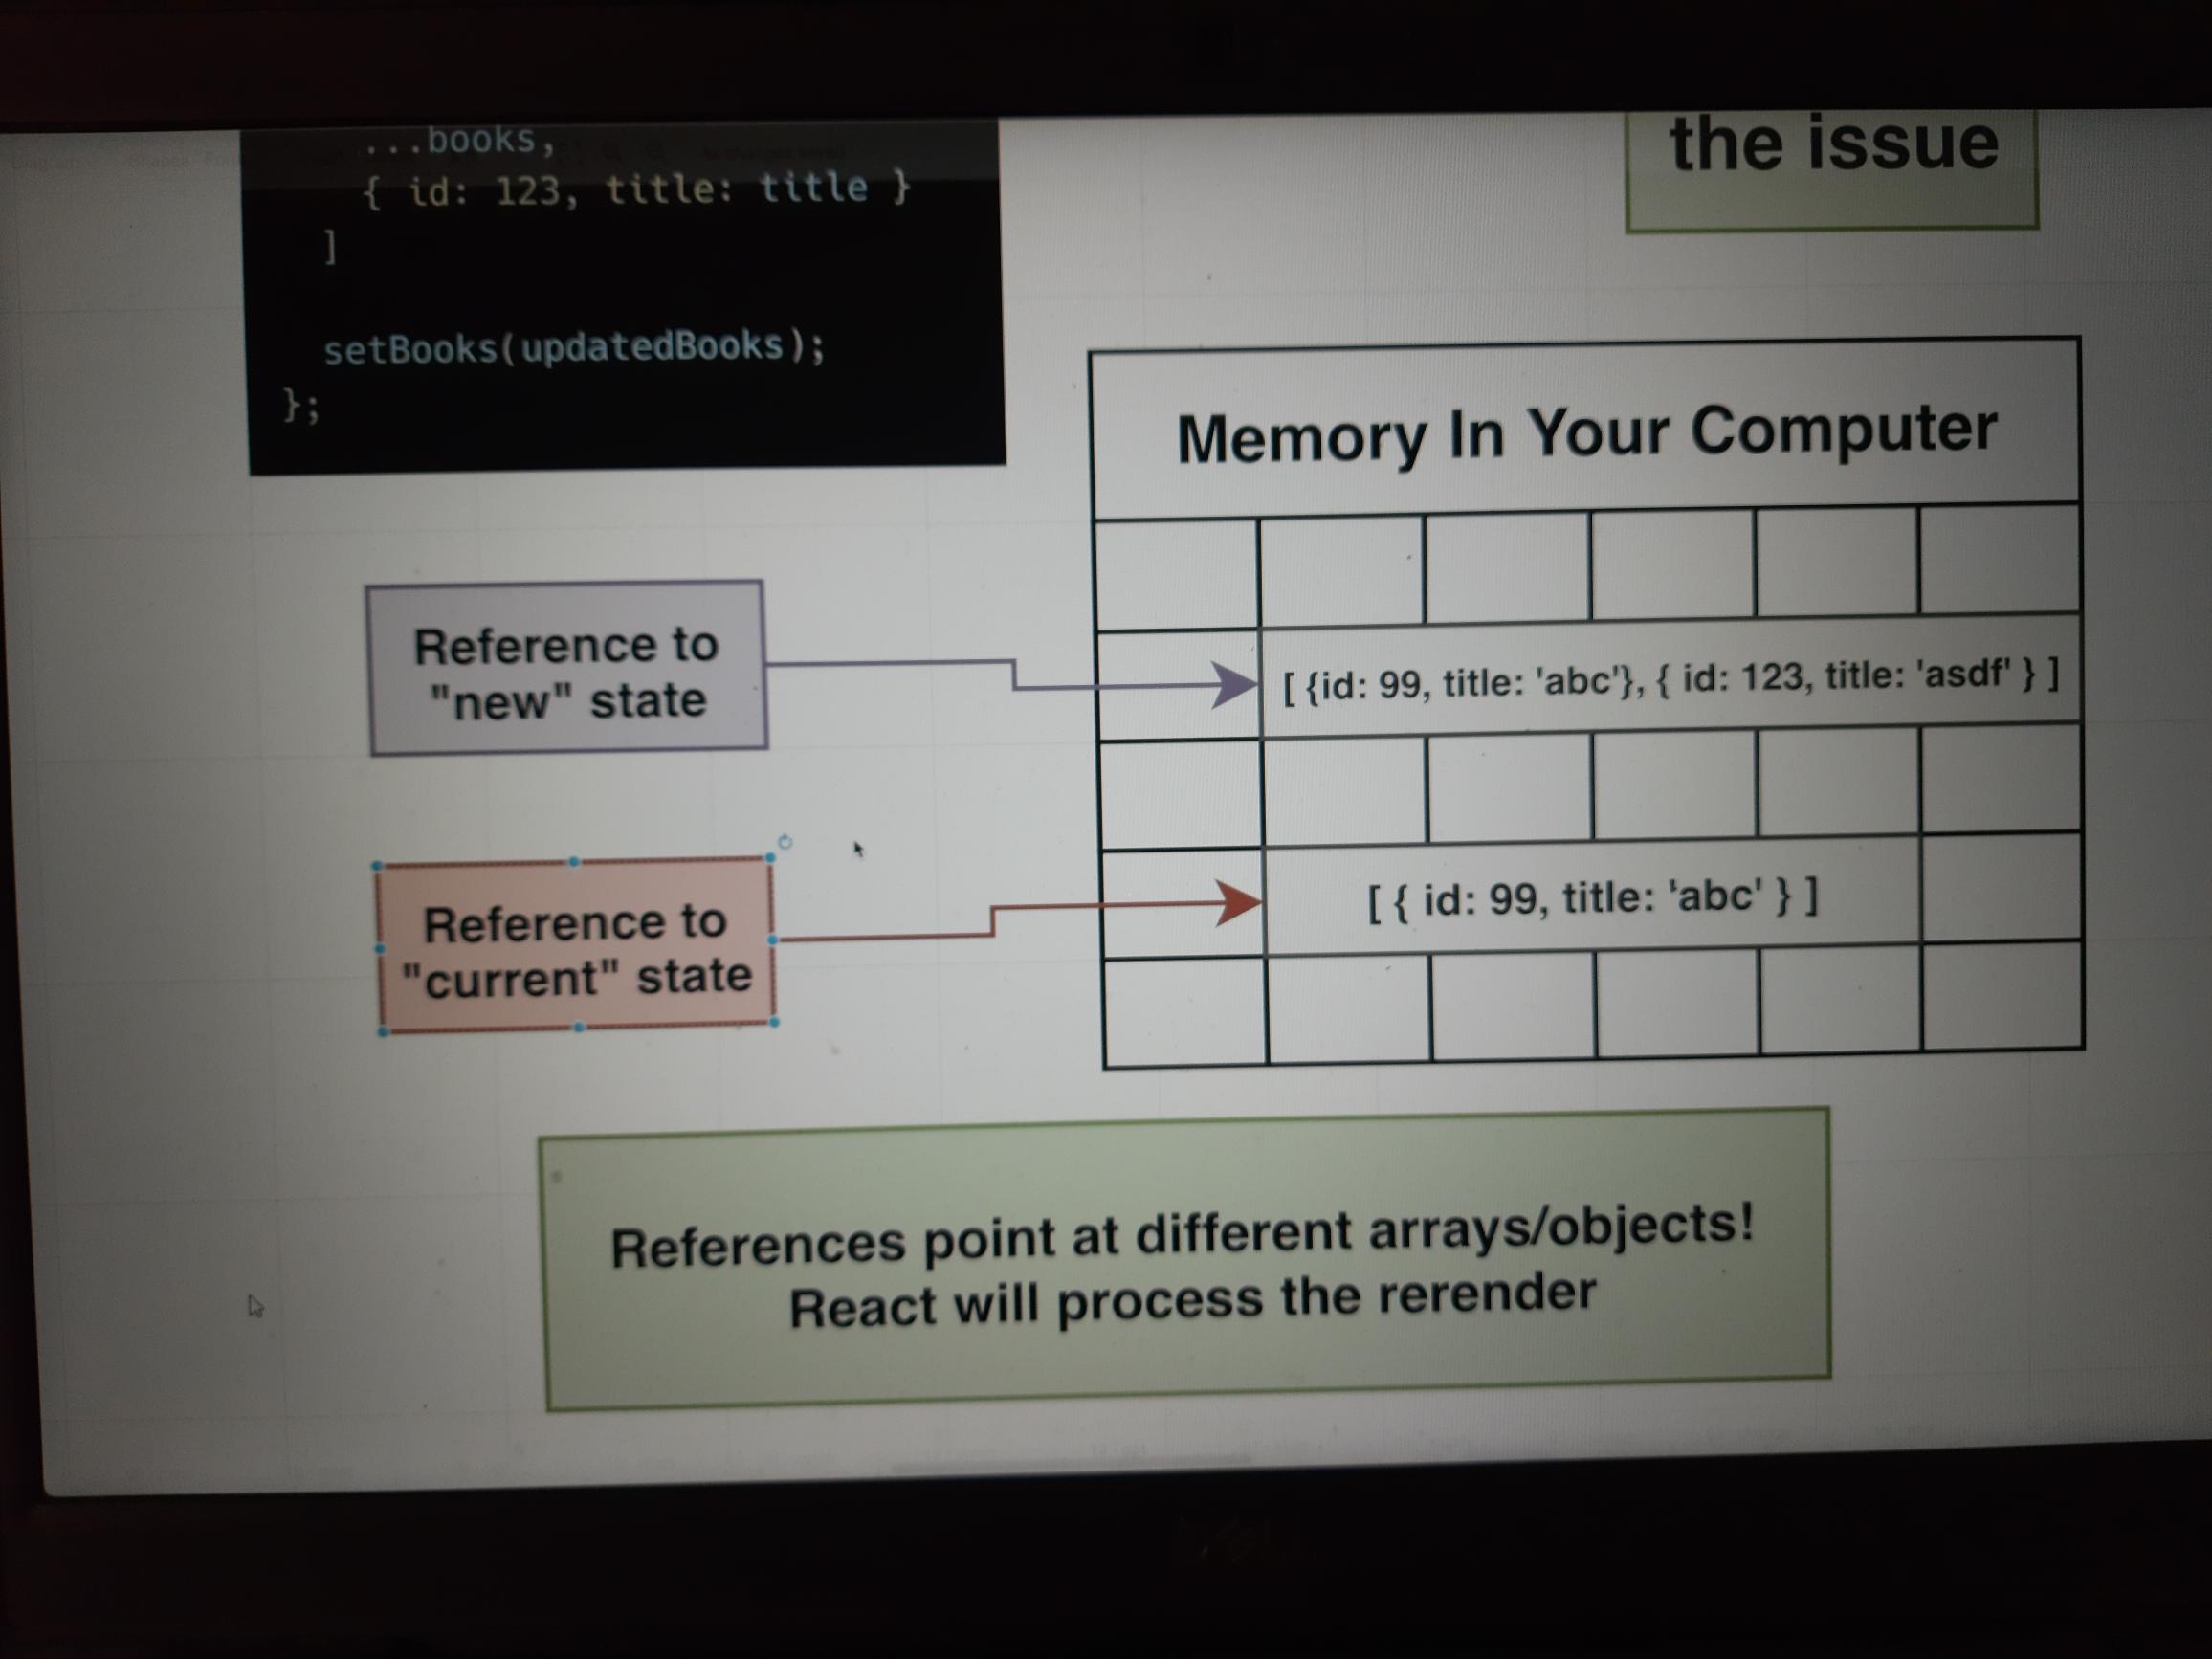 ...books,
{ id: 123, title: title }
]
setBooks(updatedBooks);
};
the issue
Memory In Your Computer
Reference to
"new" state
[ {id: 99, title: 'abc'}, { id: 123, title: 'asdf' } ]
Reference to
"current" state
[ { id: 99, title: 'abc' } ]
References point at different arrays/objects!
React will process the rerender